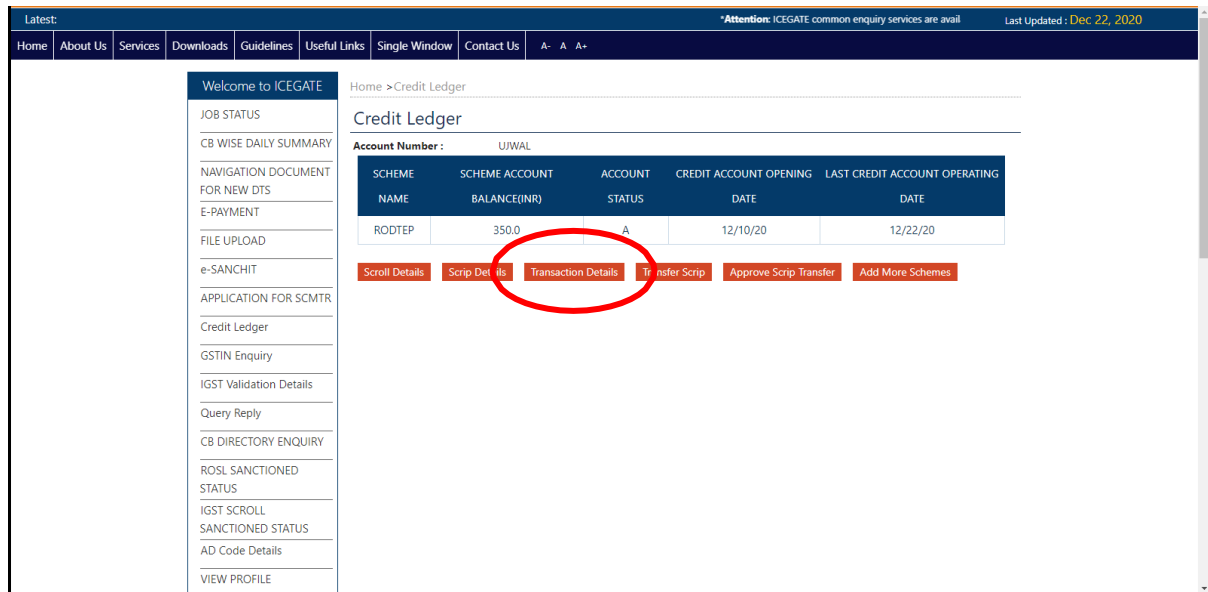 Latest:
*Attention: ICEGATE common enquiry services are avail
Last Updated : Dec 22, 2020
Home About Us Services Downloads Guidelines Useful Links Single Window Contact Us A- A A+
Welcome to ICEGATE
JOB STATUS
CB WISE DAILY SUMMARY
NAVIGATION DOCUMENT
FOR NEW DTS
E-PAYMENT
FILE UPLOAD
e-SANCHIT
APPLICATION FOR SCMTR
Credit Ledger
GSTIN Enquiry
IGST Validation Details
Query Reply
CB DIRECTORY ENQUIRY
ROSL SANCTIONED
STATUS
IGST SCROLL
SANCTIONED STATUS
AD Code Details
VIEW PROFILE
Home >Credit Ledger
Credit Ledger
Account Number : UJWAL
SCHEME SCHEME ACCOUNT ACCOUNT CREDIT ACCOUNT OPENING LAST CREDIT ACCOUNT OPERATING
NAME BALANCE(INR) STATUS DATE DATE
RODTEP 350.0 A 12/10/20 12/22/20
Scroll Details Scrip Details Transaction Details Transfer Scrip Approve Scrip Transfer Add More Schemes